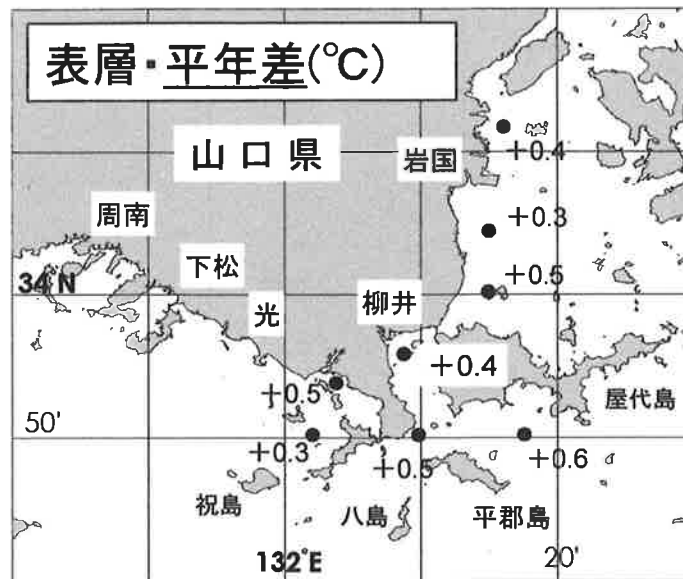 表層・平年差(℃)
山口県
岩国
+0.4
周南
+0.3
下松
34°N
+0.5
光
柳井
+0.4
+0.5
屋代島
50'
+0.3
+0.5
+0.6
祝島
八島
平郡島
132°E
20'